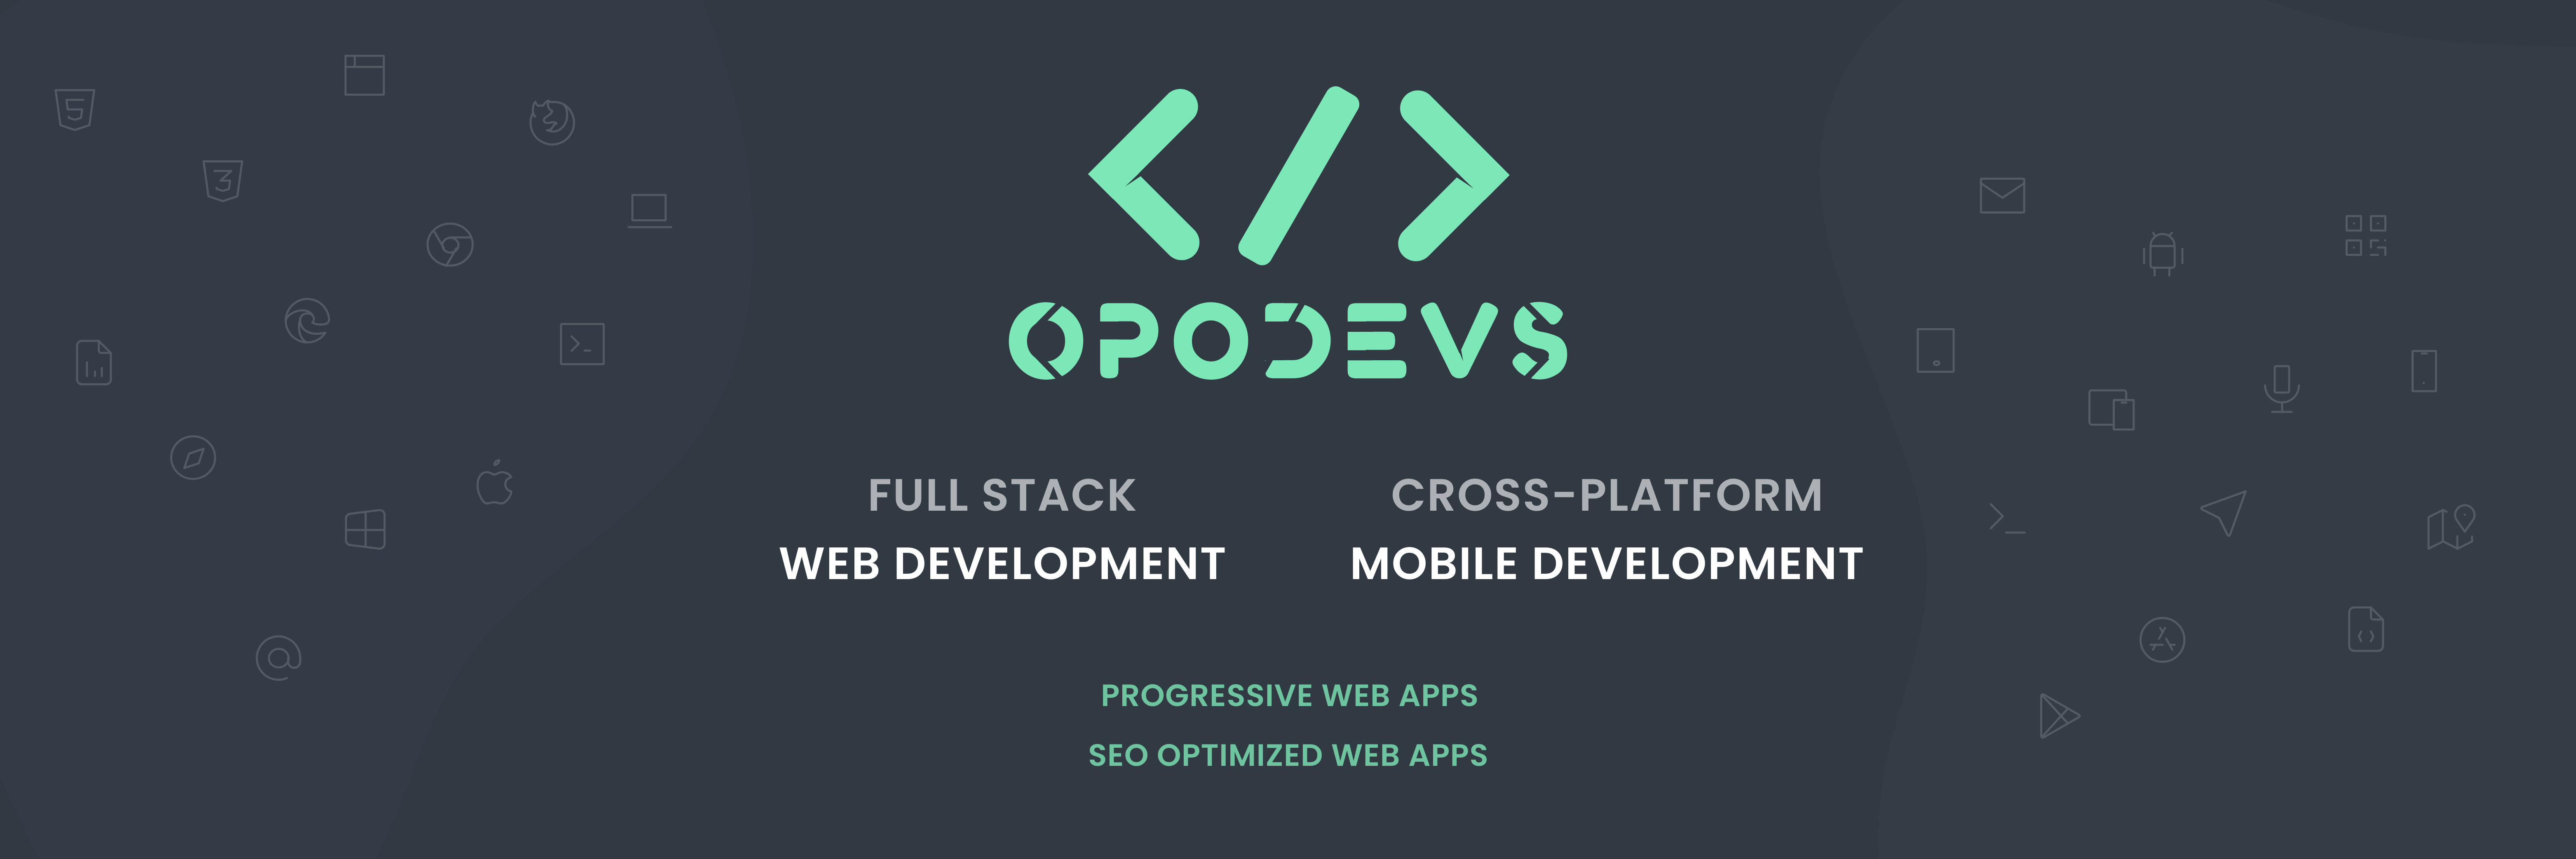 </>
OPODEVS
FULL STACK
WEB DEVELOPMENT
CROSS-PLATFORM
MOBILE DEVELOPMENT
PROGRESSIVE WEB APPS
SEO OPTIMIZED WEB APPS